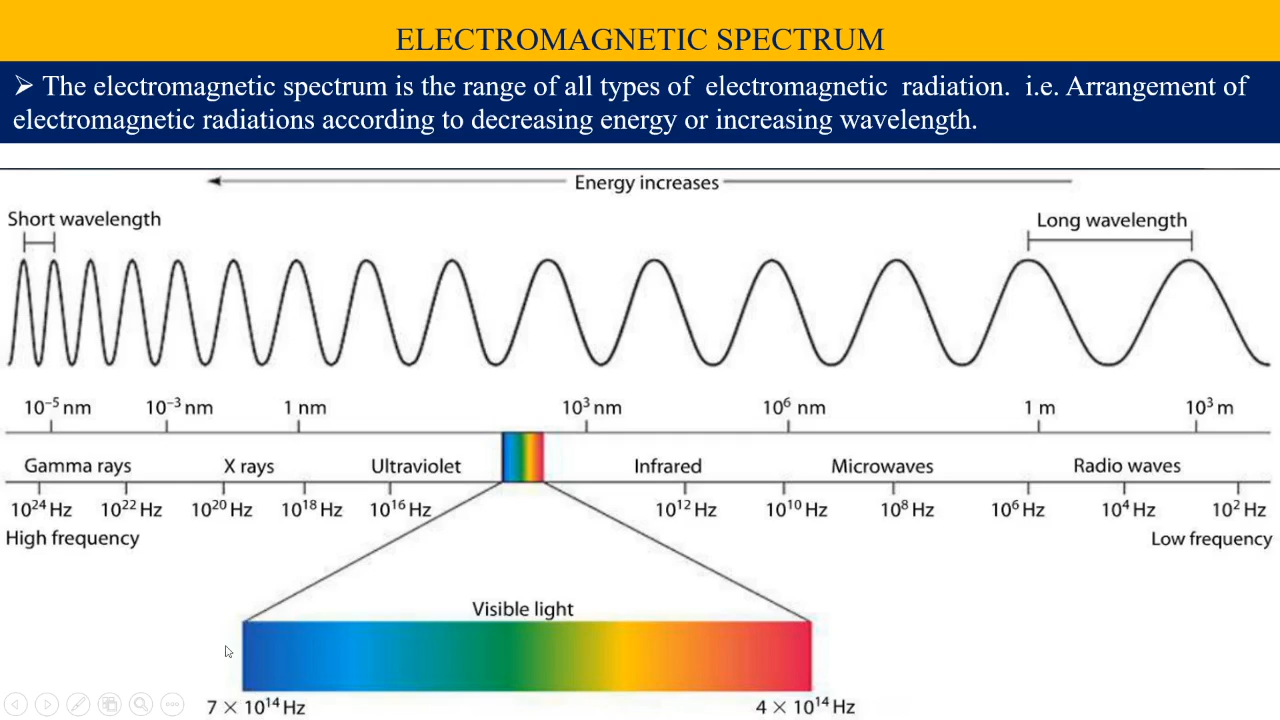 ELECTROMAGNETIC SPECTRUM
➢ The electromagnetic spectrum is the range of all types of electromagnetic radiation. i.e. Arrangement of
electromagnetic radiations according to decreasing energy or increasing wavelength.
Energy increases
Short wavelength
Long wavelength
10⁻⁵ nm 10⁻³ nm 1 nm 10³ nm 10⁶ nm 1 m 10³ m
Gamma rays X rays Ultraviolet Infrared Microwaves Radio waves
10²⁴ Hz 10²² Hz 10²⁰ Hz 10¹⁸ Hz 10¹⁶ Hz 10¹² Hz 10¹⁰ Hz 10⁸ Hz 10⁶ Hz 10⁴ Hz 10² Hz
High frequency Low frequency
Visible light
7 × 10¹⁴ Hz 4 × 10¹⁴ Hz